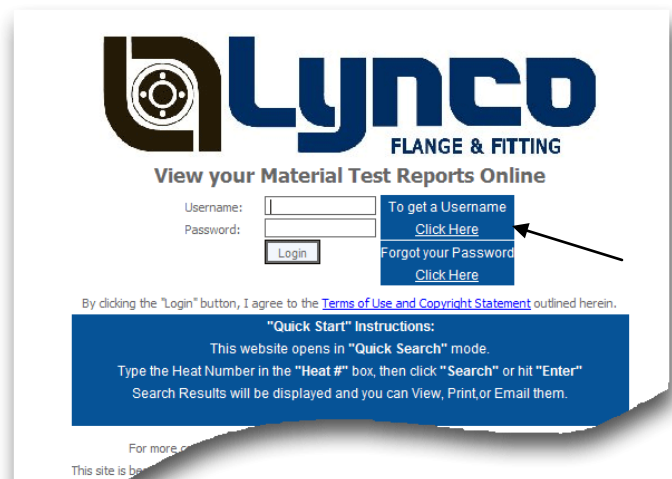 Lynco
FLANGE & FITTING
View your Material Test Reports Online
Username:
To get a Username
Click Here
Password:
Login
Forgot your Password
Click Here
By clicking the "Login" button, I agree to the Terms of Use and Copyright Statement outlined herein.
"Quick Start" Instructions:
This website opens in "Quick Search" mode.
Type the Heat Number in the "Heat #" box, then click "Search" or hit "Enter"
Search Results will be displayed and you can View, Print,or Email them.
For more
This site is